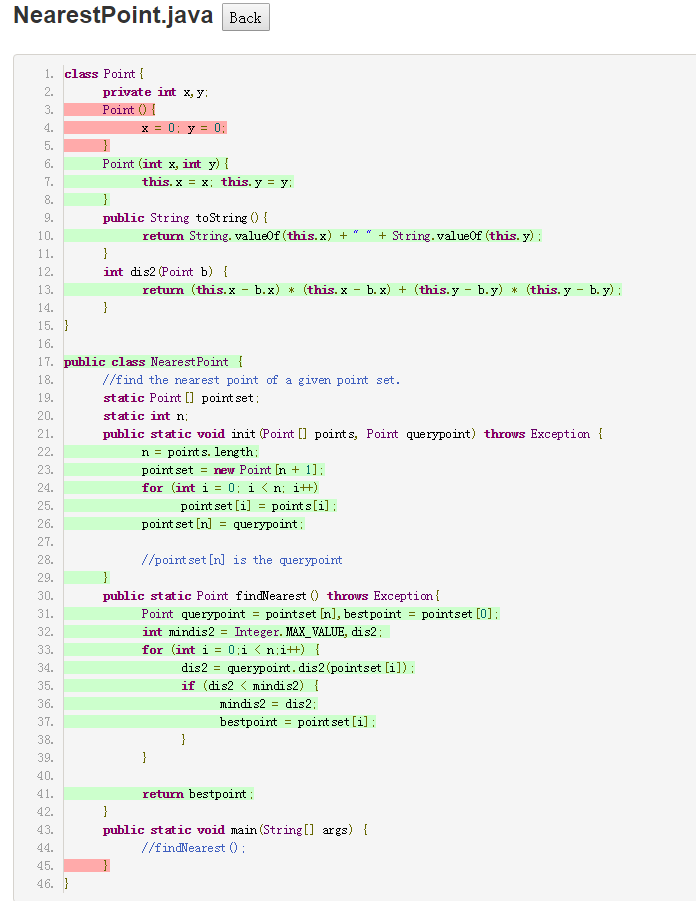 NearestPoint.java Back
1. class Point{
2. private int x,y;
3. Point(){
4. x = 0; y = 0;
5. }
6. Point(int x,int y){
7. this.x = x; this.y = y;
8. }
9. public String toString(){
10. return String.valueOf(this.x) + " " + String.valueOf(this.y);
11. }
12. int dis2(Point b) {
13. return (this.x - b.x) * (this.x - b.x) + (this.y - b.y) * (this.y - b.y);
14. }
15. }
16.
17. public class NearestPoint {
18. //find the nearest point of a given point set.
19. static Point[] pointset;
20. static int n;
21. public static void init(Point[] points, Point querypoint) throws Exception {
22. n = points.length;
23. pointset = new Point[n + 1];
24. for (int i = 0; i < n; i++)
25. pointset[i] = points[i];
26. pointset[n] = querypoint;
27.
28. //pointset[n] is the querypoint
29. }
30. public static Point findNearest() throws Exception{
31. Point querypoint = pointset[n],bestpoint = pointset[0];
32. int mindis2 = Integer.MAX_VALUE,dis2;
33. for (int i = 0;i < n;i++) {
34. dis2 = querypoint.dis2(pointset[i]);
35. if (dis2 < mindis2) {
36. mindis2 = dis2;
37. bestpoint = pointset[i];
38. }
39. }
40.
41. return bestpoint;
42. }
43. public static void main(String[] args) {
44. //findNearest();
45. }
46. }